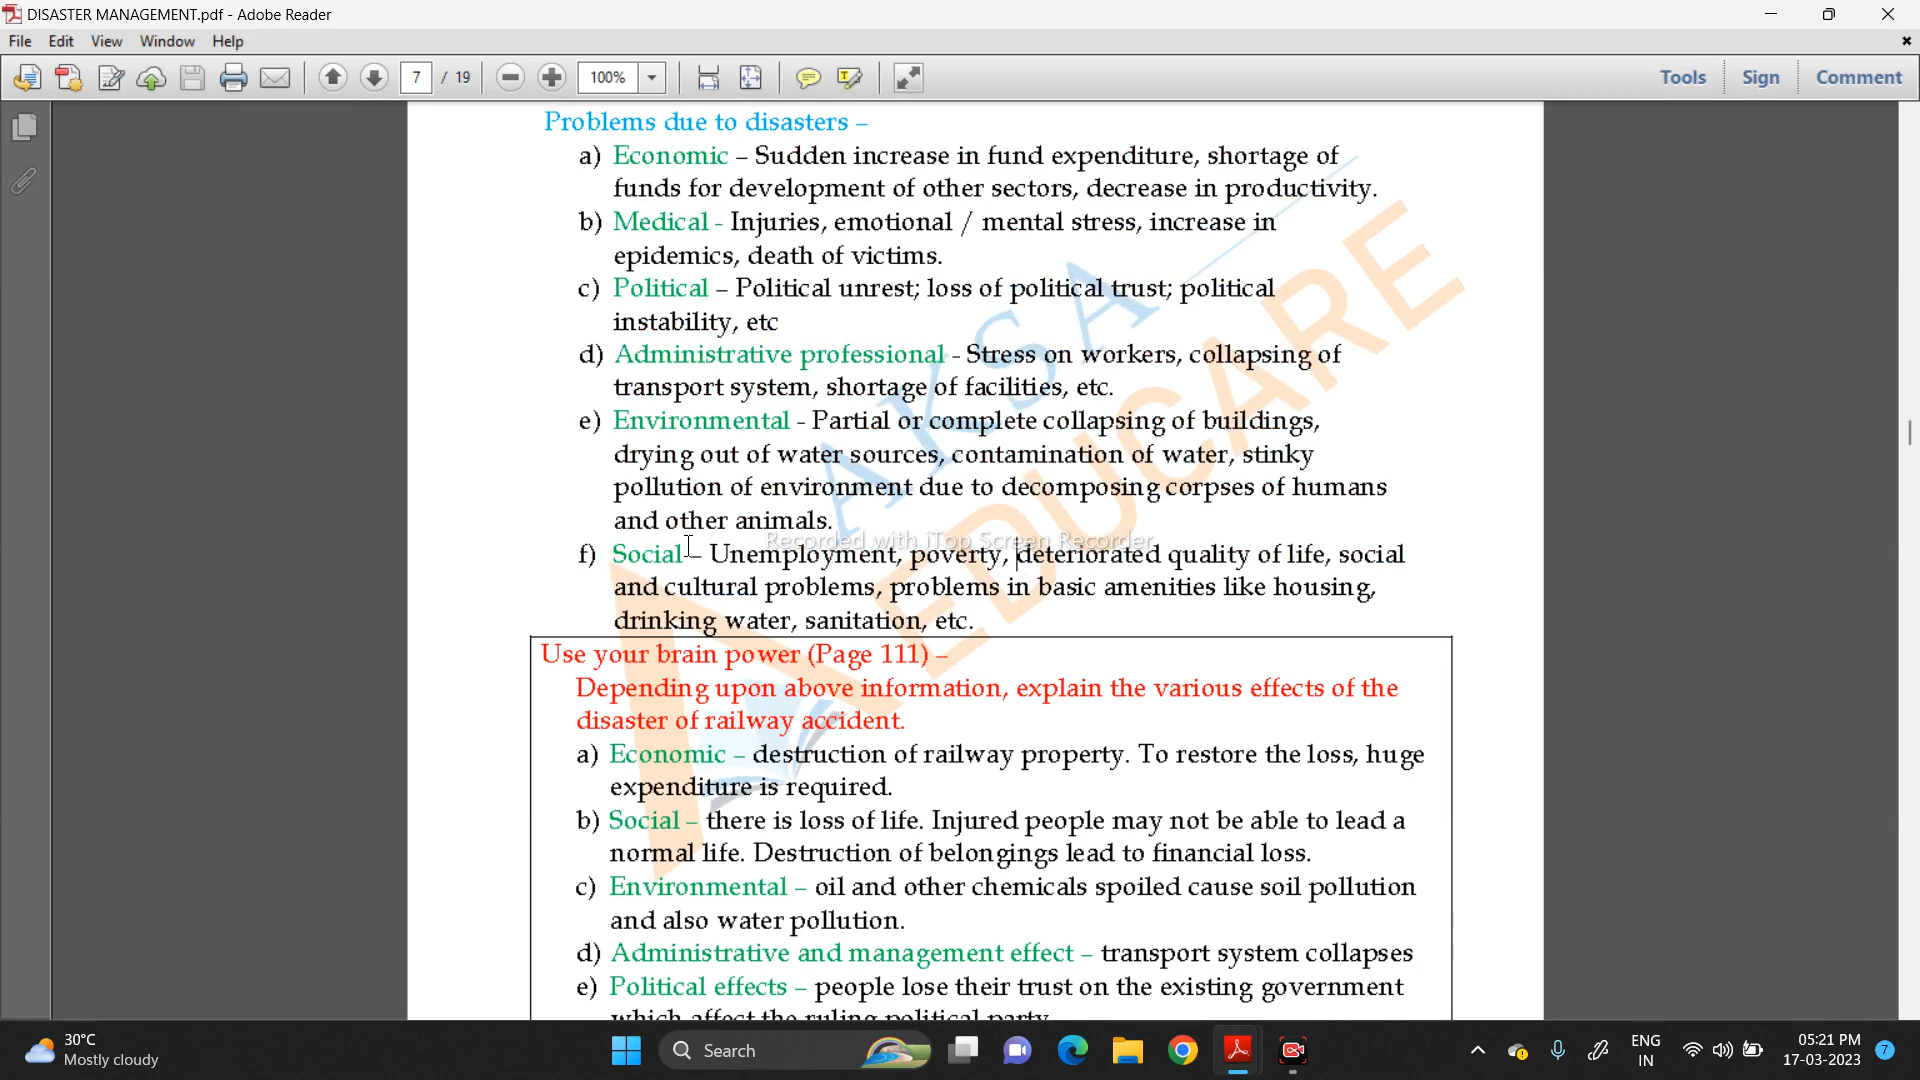 DISASTER MANAGEMENT.pdf - Adobe Reader
File Edit View Window Help
7 / 19 100% Tools Sign Comment
Problems due to disasters –
a) Economic – Sudden increase in fund expenditure, shortage of
funds for development of other sectors, decrease in productivity.
b) Medical - Injuries, emotional / mental stress, increase in
epidemics, death of victims.
c) Political – Political unrest; loss of political trust; political
instability, etc
d) Administrative professional - Stress on workers, collapsing of
transport system, shortage of facilities, etc.
e) Environmental - Partial or complete collapsing of buildings,
drying out of water sources, contamination of water, stinky
pollution of environment due to decomposing corpses of humans
and other animals.
Recorded with iTop Screen Recorder
f) Social – Unemployment, poverty, deteriorated quality of life, social
and cultural problems, problems in basic amenities like housing,
drinking water, sanitation, etc.
AKSA
EDUCARE
Use your brain power (Page 111) –
Depending upon above information, explain the various effects of the
disaster of railway accident.
a) Economic – destruction of railway property. To restore the loss, huge
expenditure is required.
b) Social – there is loss of life. Injured people may not be able to lead a
normal life. Destruction of belongings lead to financial loss.
c) Environmental – oil and other chemicals spoiled cause soil pollution
and also water pollution.
d) Administrative and management effect – transport system collapses
e) Political effects – people lose their trust on the existing government
which affect the ruling political party
30°C
Mostly cloudy
Search
ENG
IN
05:21 PM
17-03-2023
7